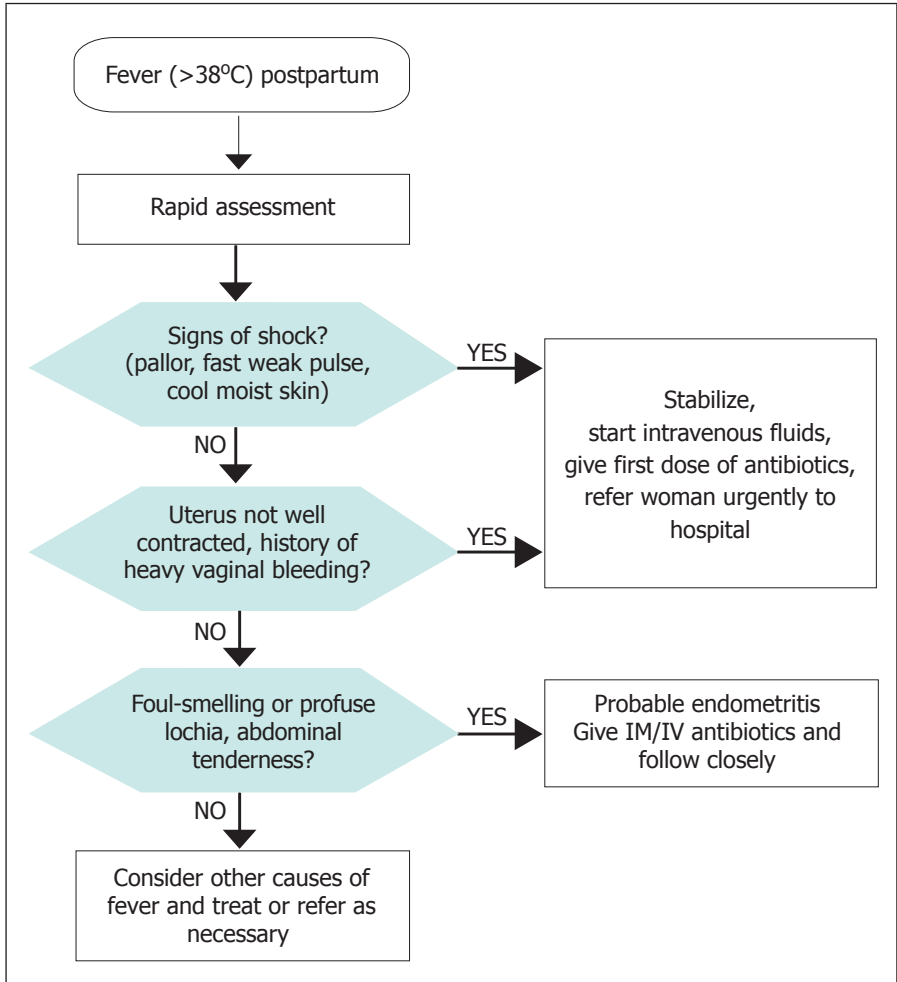 Fever (>38⁰C) postpartum
Rapid assessment
Signs of shock?
(pallor, fast weak pulse,
cool moist skin)
YES
Stabilize,
start intravenous fluids,
give first dose of antibiotics,
refer woman urgently to
hospital
NO
Uterus not well
contracted, history of
heavy vaginal bleeding?
YES
NO
Foul-smelling or profuse
lochia, abdominal
tenderness?
YES
Probable endometritis
Give IM/IV antibiotics and
follow closely
NO
Consider other causes of
fever and treat or refer as
necessary